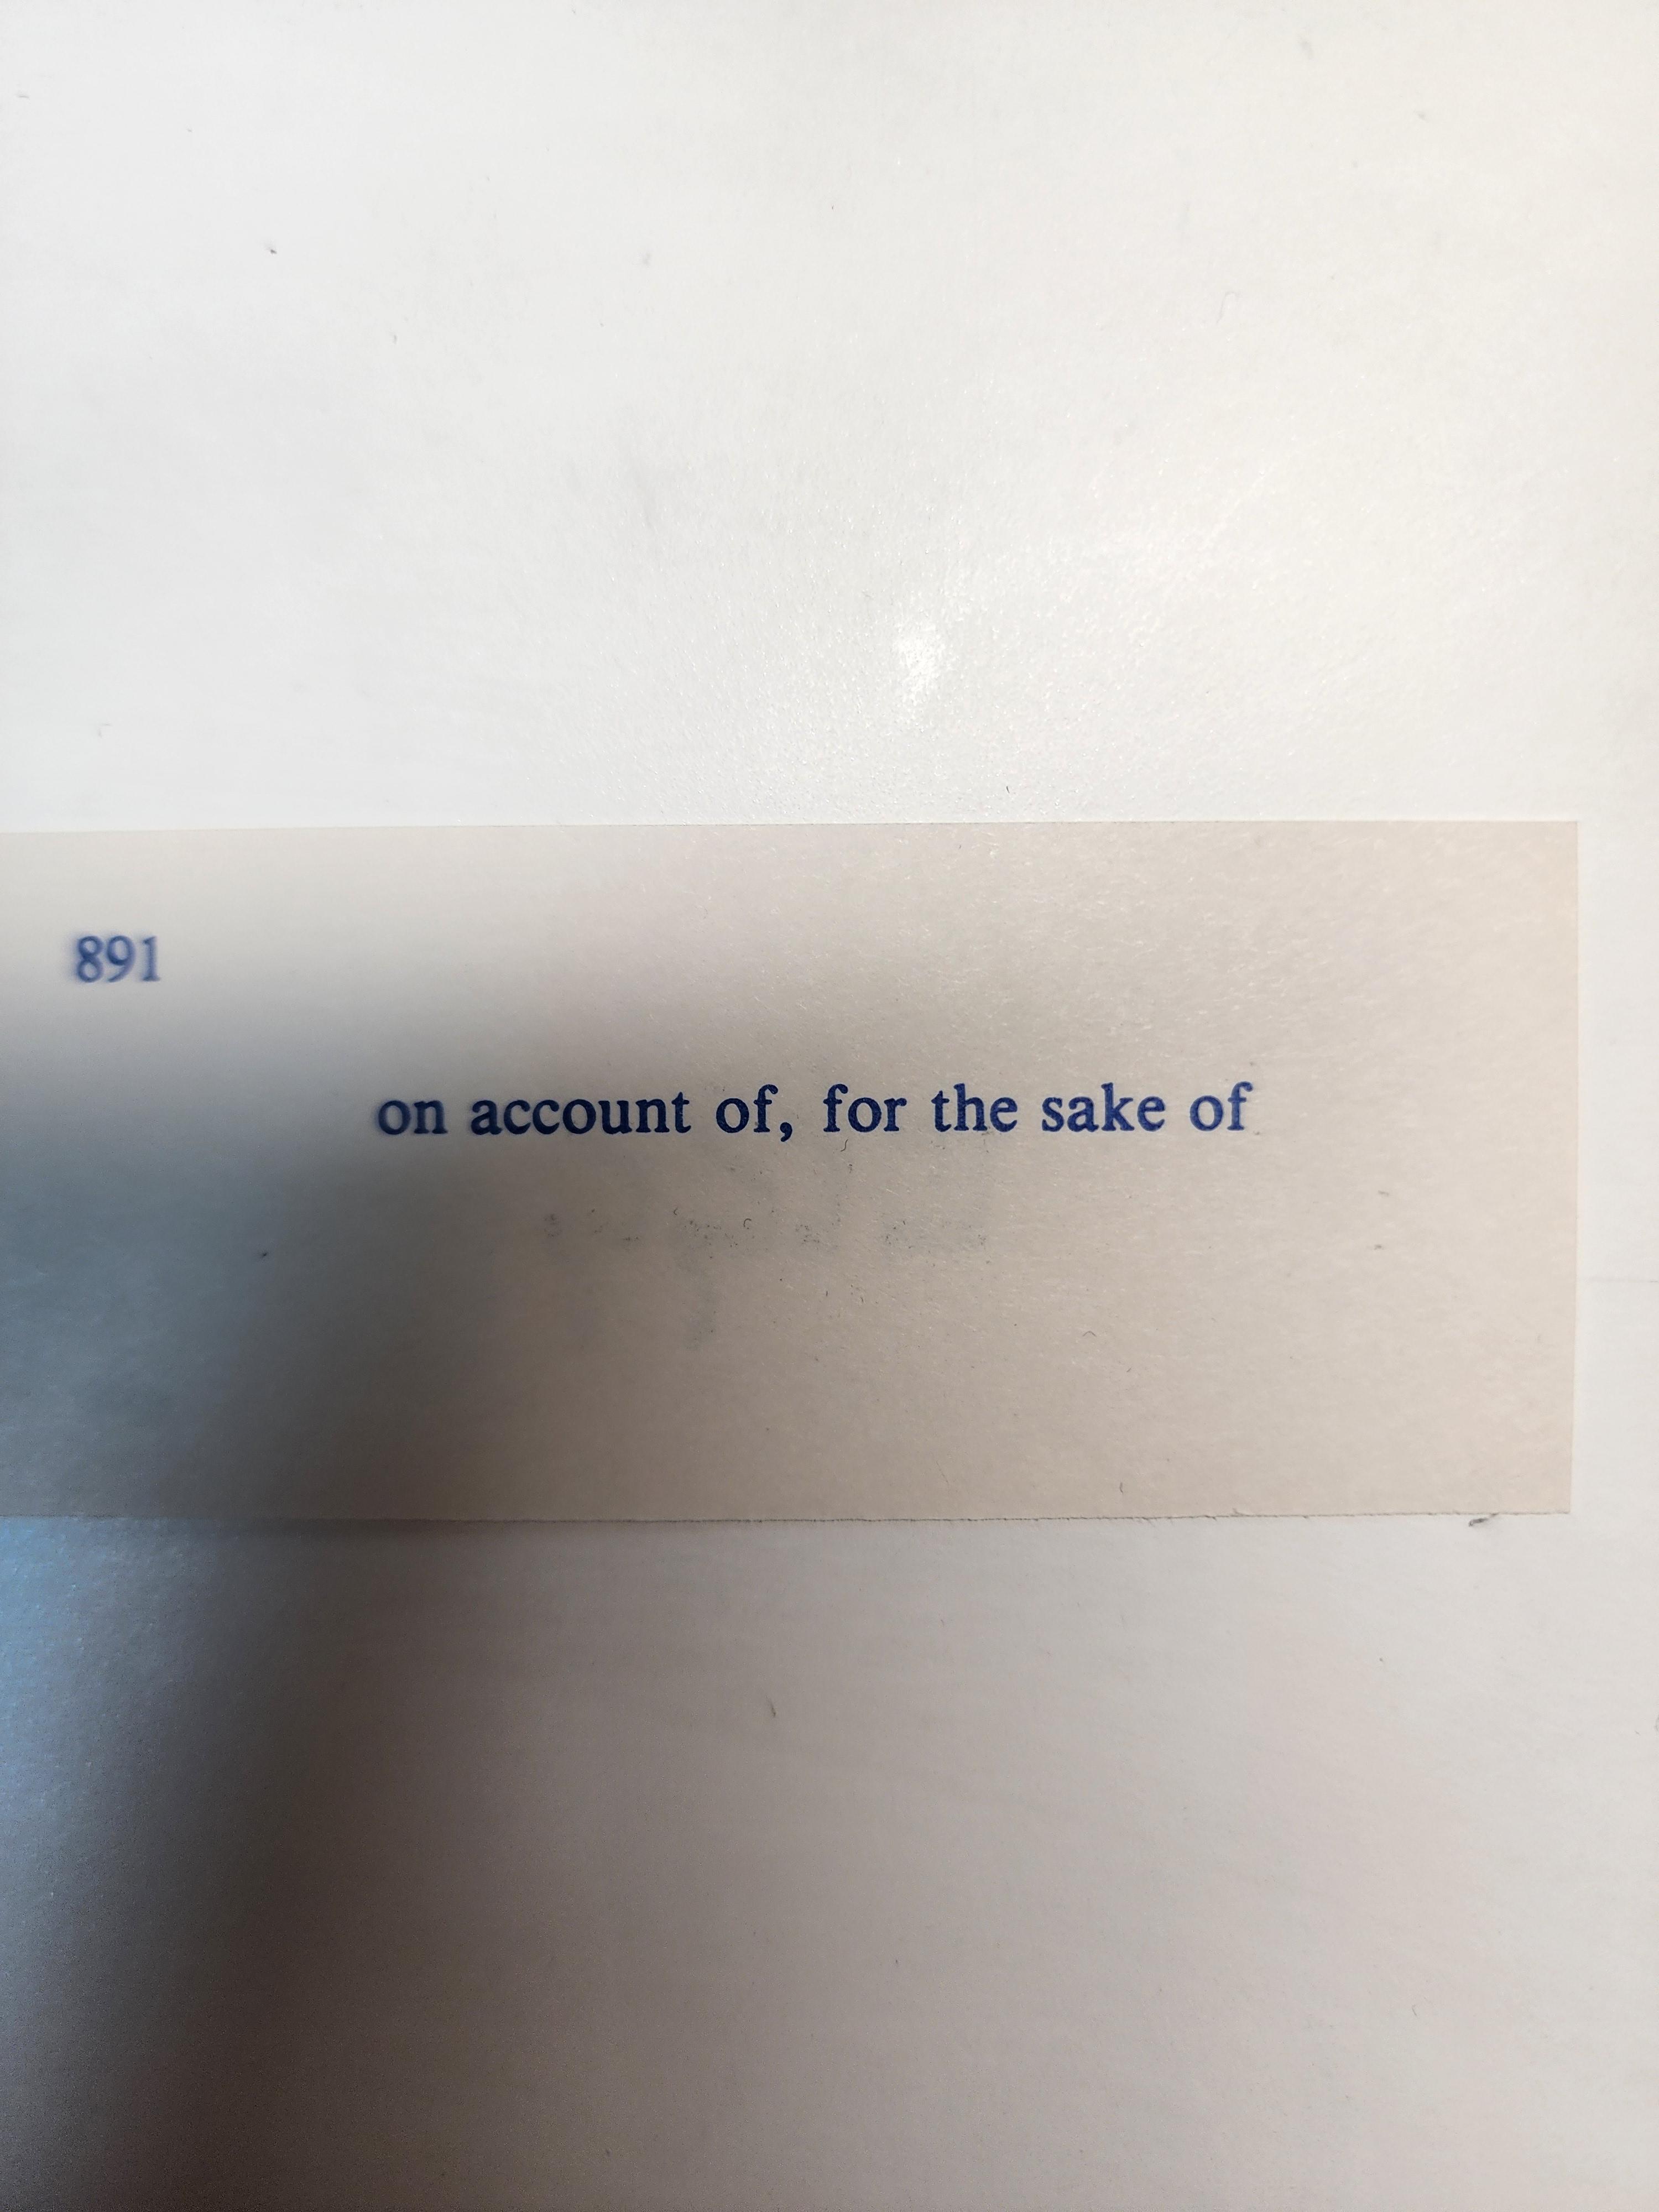 891
on account of, for the sake of